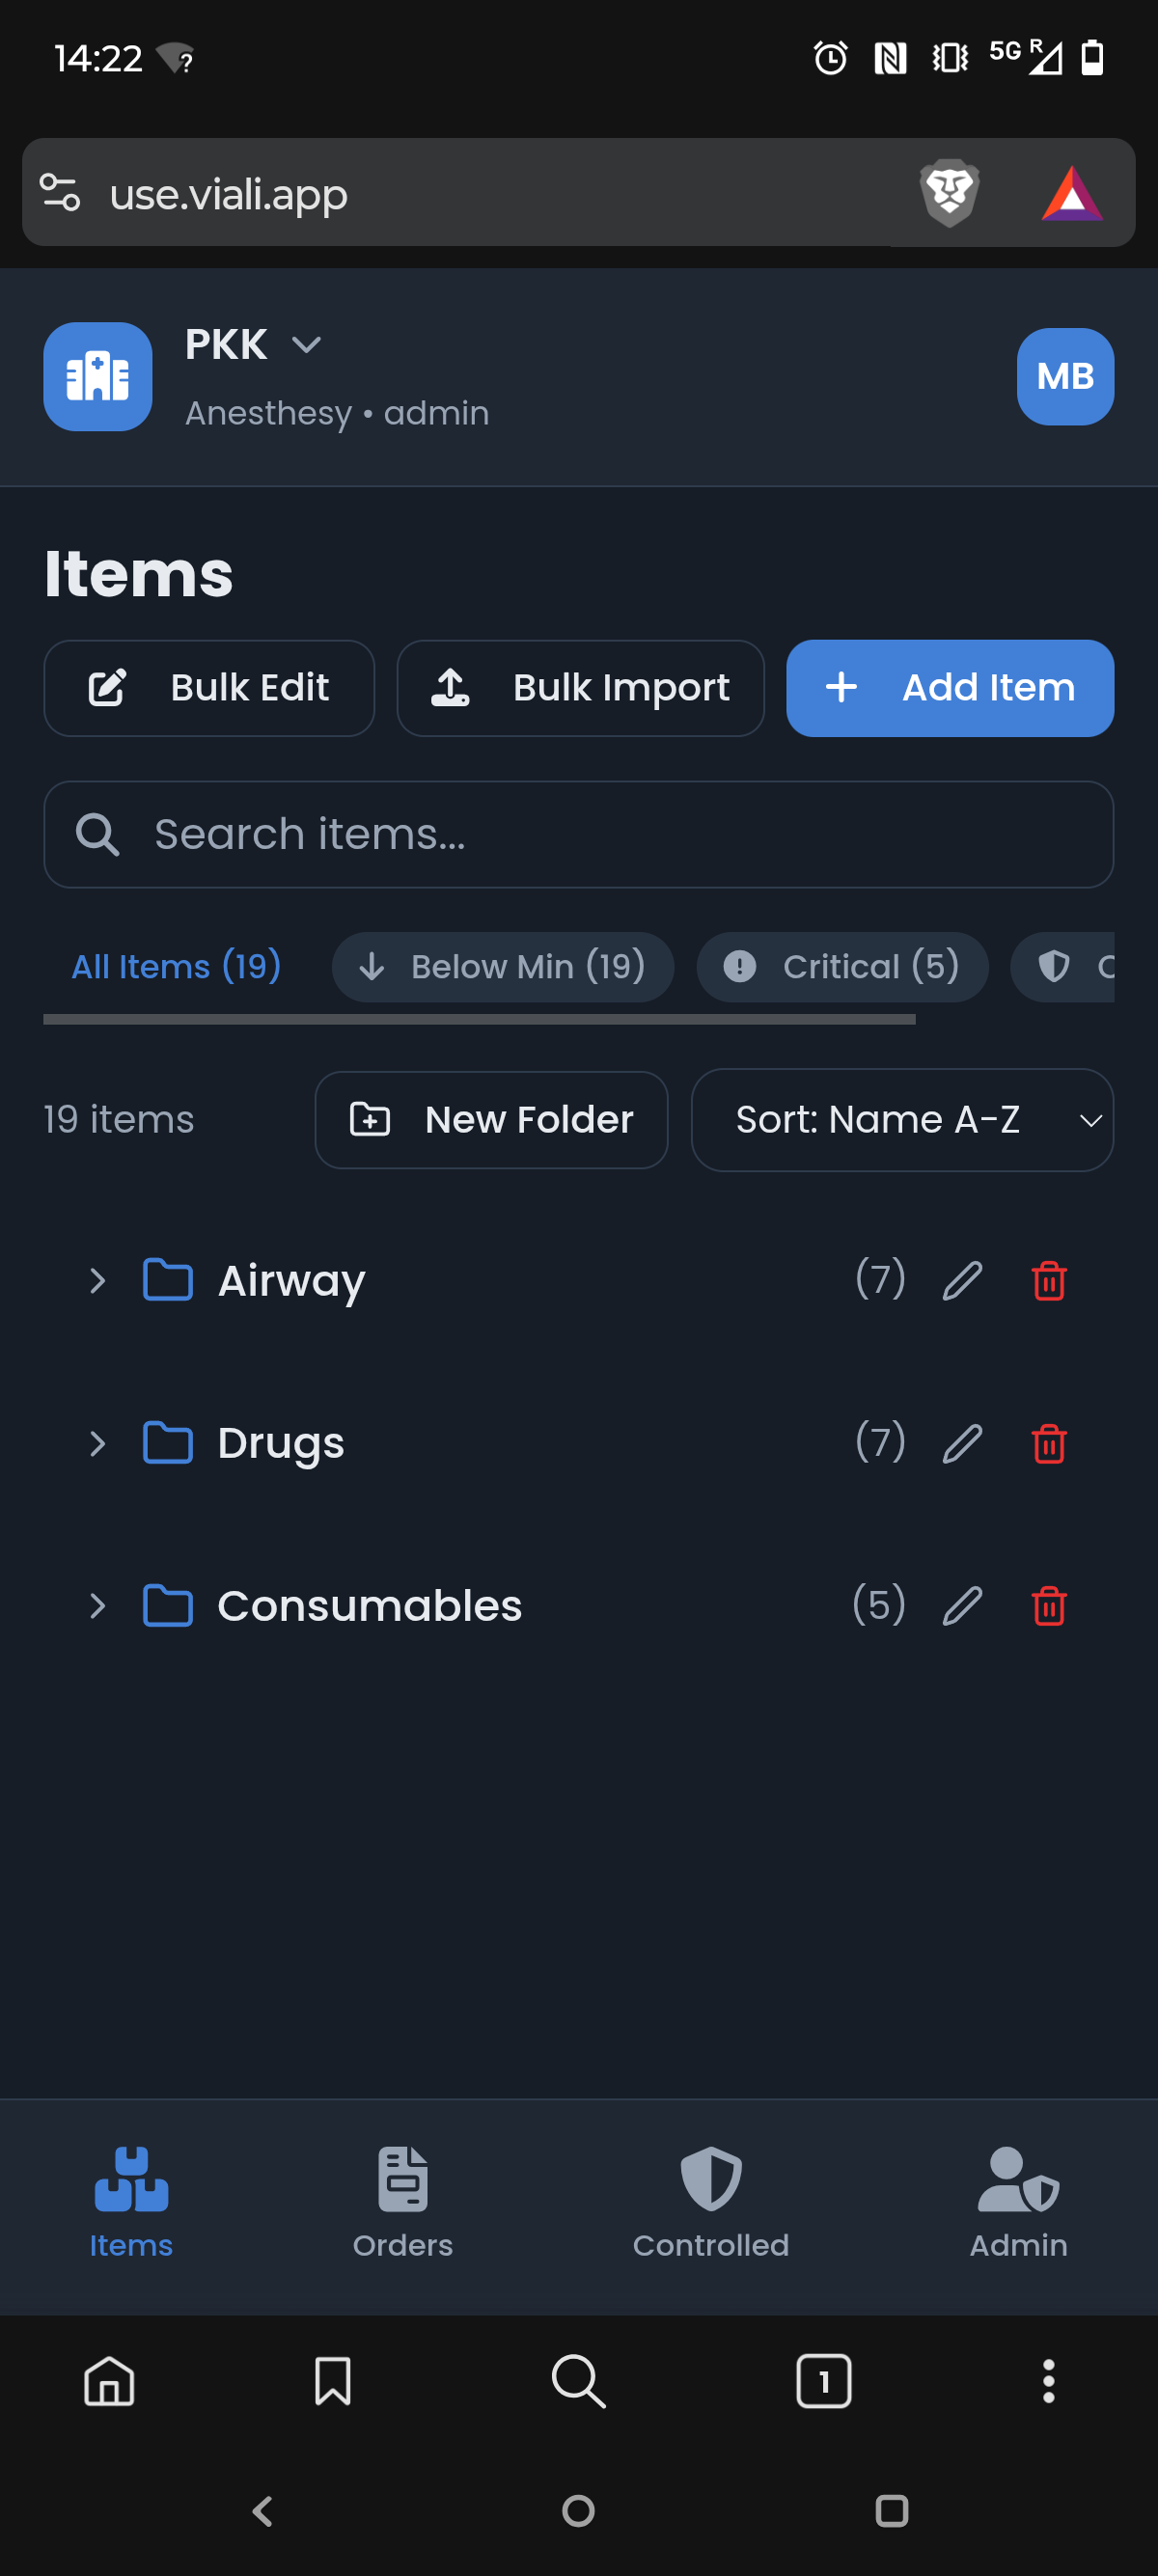 14:22
5G R
use.viali.app
PKK
Anesthesy • admin
MB
Items
Bulk Edit
Bulk Import
Add Item
Search items...
All Items (19)
Below Min (19)
Critical (5)
19 items
New Folder
Sort: Name A-Z
Airway
(7)
Drugs
(7)
Consumables
(5)
Items
Orders
Controlled
Admin
1